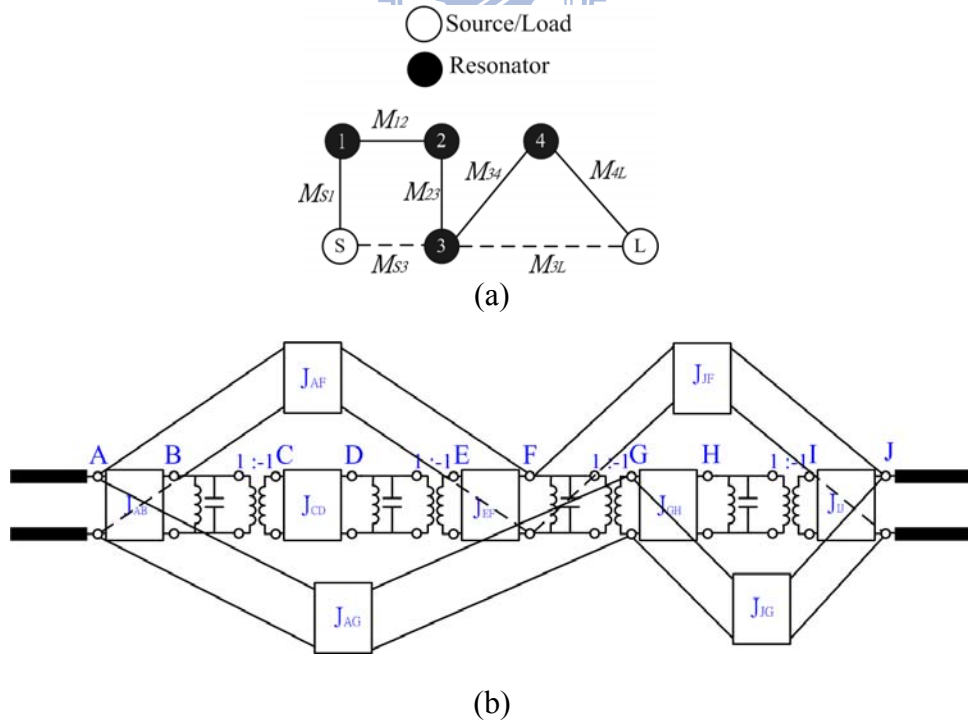 Source/Load
Resonator
M12
1 2 4
MS1 M23 M34 M4L
S 3 L
MS3 M3L
(a)
JAF JJF
A B 1:-1 C D 1:-1 E F 1:-1 G H 1:-1 I J
JAB JCD JEF JGH JIJ
JAG JJG
(b)